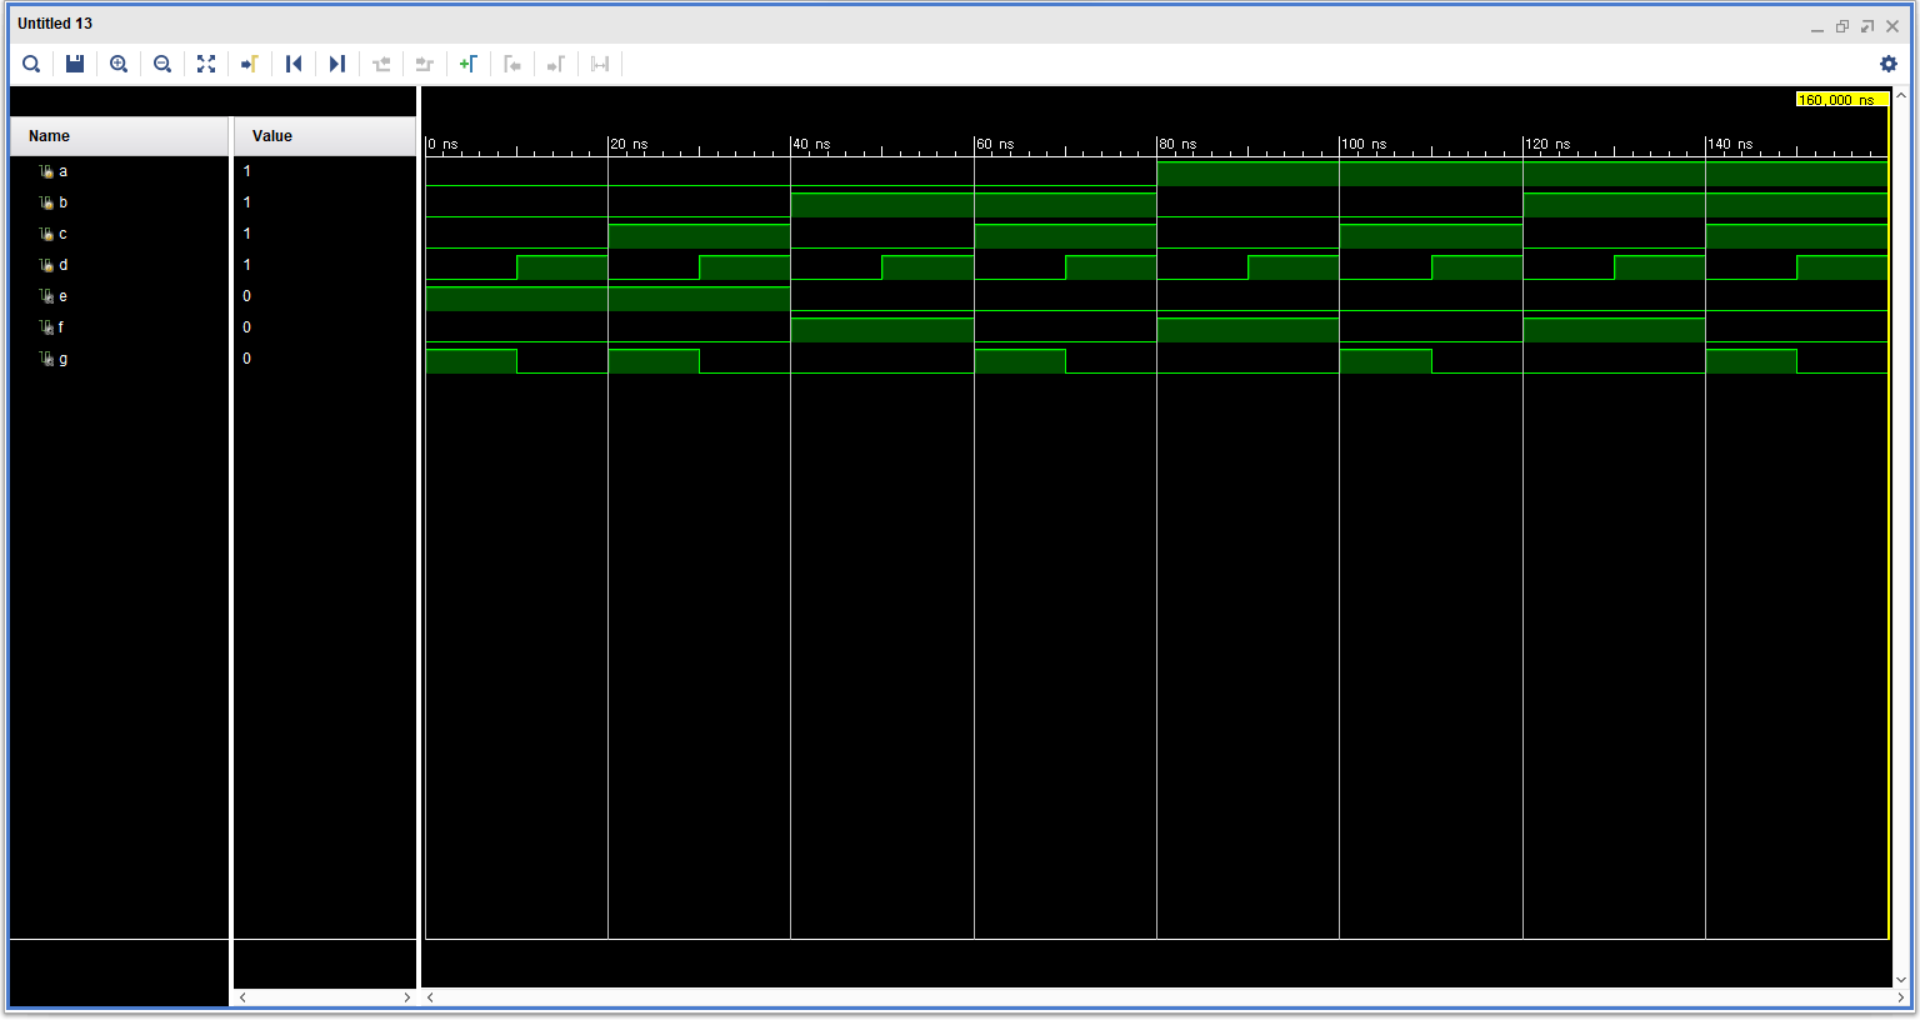 Untitled 13
160,000 ns
Name Value
0 ns 20 ns 40 ns 60 ns 80 ns 100 ns 120 ns 140 ns
a 1
b 1
c 1
d 1
e 0
f 0
g 0